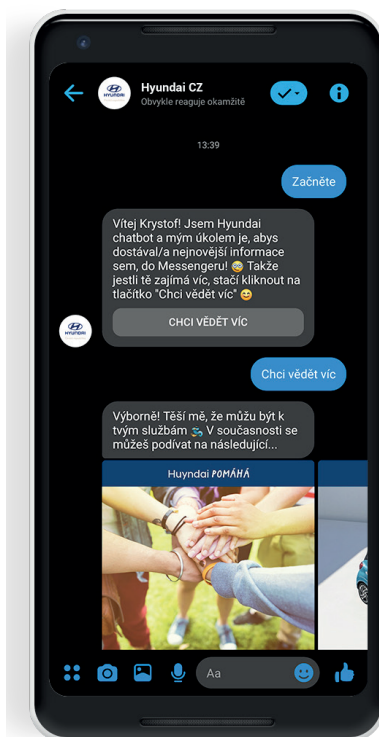 Hyundai CZ
Obvykle reaguje okamžitě
13:39
Začněte
Vítej Krystof! Jsem Hyundai
chatbot a mým úkolem je, abys
dostával/a nejnovější informace
sem, do Messengeru! Takže
jestli tě zajímá víc, stačí kliknout na
tlačítko "Chci vědět víc"
CHCI VĚDĚT VÍC
HYUNDAI
Chci vědět víc
Výborně! Těší mě, že můžu být k
tvým službám V současnosti se
můžeš podívat na následující...
Huyndai POMÁHÁ
Aa